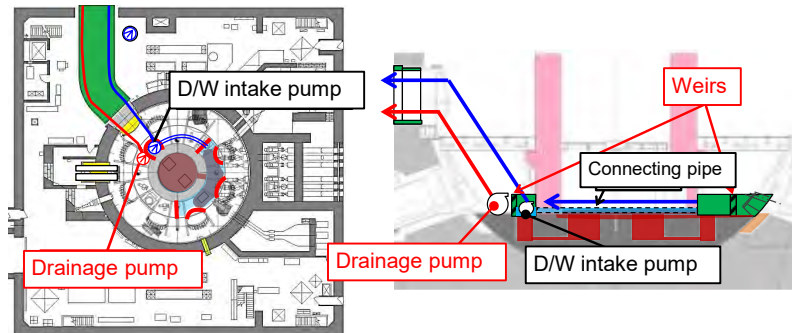 D/W intake pump
Drainage pump
Weirs
Connecting pipe
Drainage pump
D/W intake pump